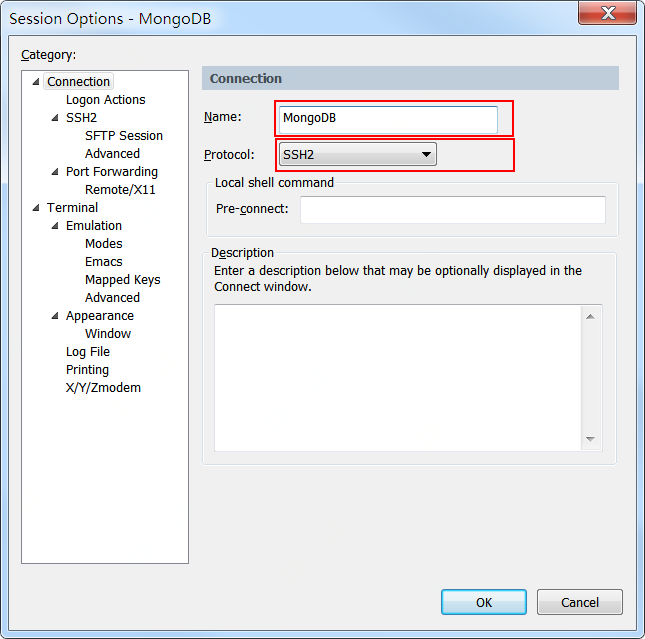 Session Options - MongoDB
Category:
Connection
Logon Actions
SSH2
SFTP Session
Advanced
Port Forwarding
Remote/X11
Terminal
Emulation
Modes
Emacs
Mapped Keys
Advanced
Appearance
Window
Log File
Printing
X/Y/Zmodem
Connection
Name: MongoDB
Protocol: SSH2
Local shell command
Pre-connect:
Description
Enter a description below that may be optionally displayed in the
Connect window.
OK Cancel